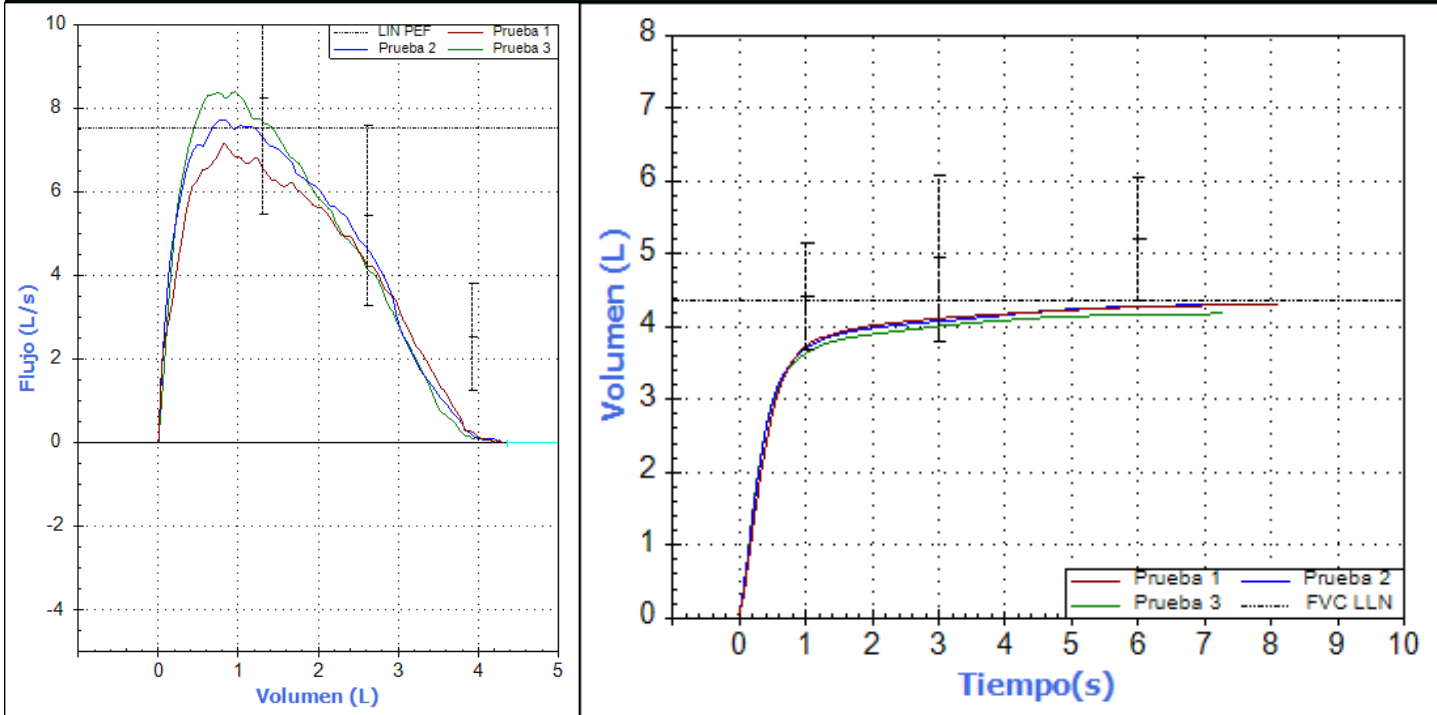 10
8
6
4
2
0
-2
-4
Flujo (L/s)
LIN PEF Prueba 1
Prueba 2 Prueba 3
0 1 2 3 4 5
Volumen (L)
8
7
6
5
4
3
2
1
0
Volumen (L)
Prueba 1 Prueba 2
Prueba 3 FVC LLN
0 1 2 3 4 5 6 7 8 9 10
Tiempo(s)